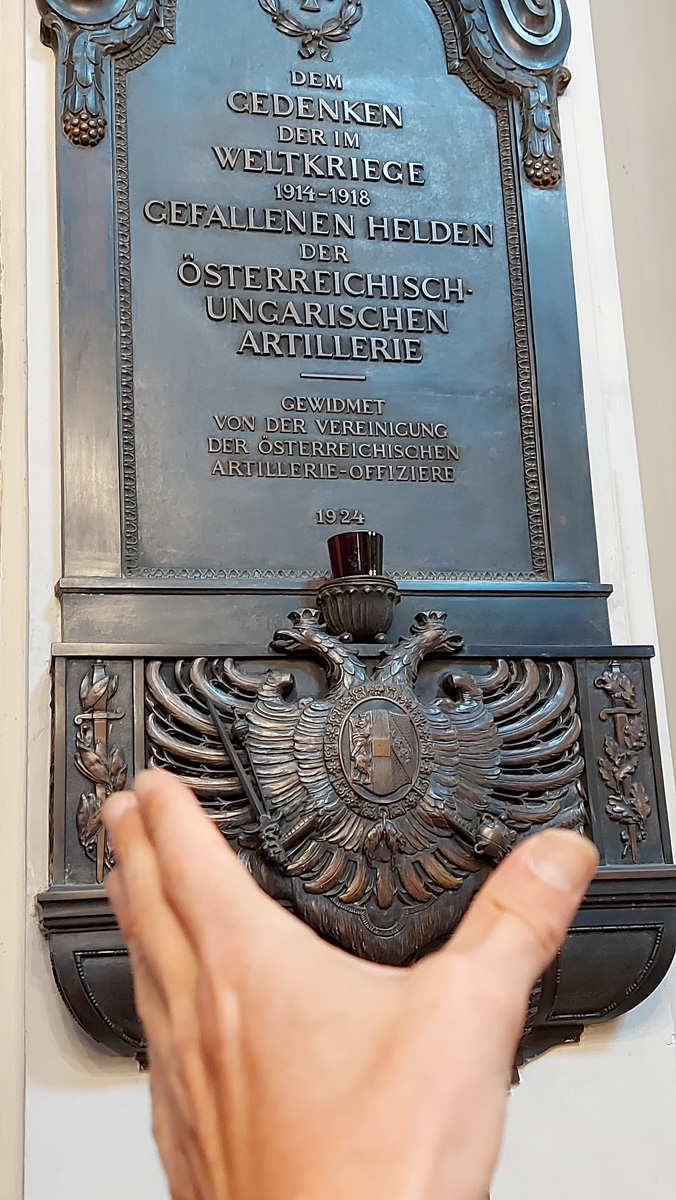 DEM
GEDENKEN
DER IM
WELTKRIEGE
1914-1918
GEFALLENEN HELDEN
DER
ÖSTERREICHISCH-
UNGARISCHEN
ARTILLERIE
GEWIDMET
VON DER VEREINIGUNG
DER ÖSTERREICHISCHEN
ARTILLERIE-OFFIZIERE
1924